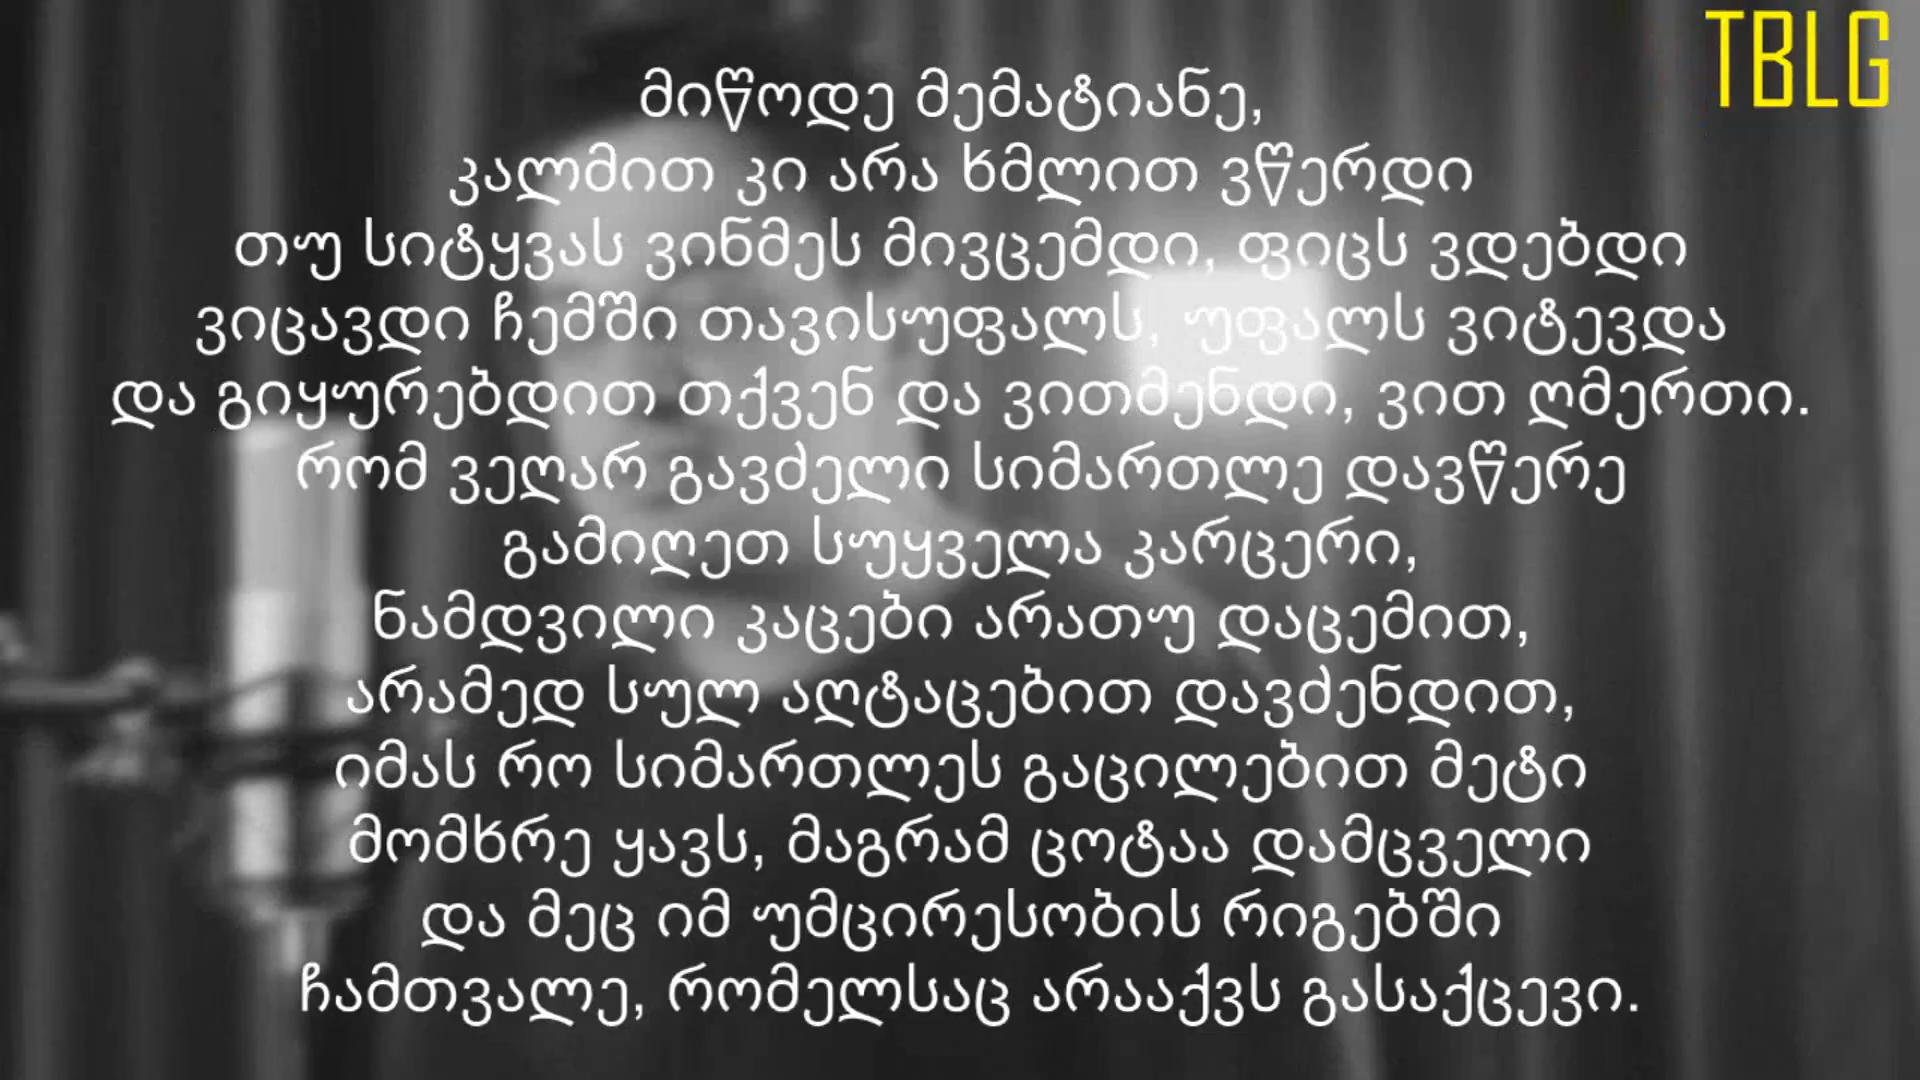 TBLG
მიწოდე მემატიანე,
კალმით კი არა ხმლით ვწერდი
თუ სიტყვას ვინმეს მივცემდი, ფიცს ვდებდი
ვიცავდი ჩემში თავისუფალს, უფალს ვიტევდა
და გიყურებდით თქვენ და ვითმენდი, ვით ღმერთი.
რომ ვეღარ გავძელი სიმართლე დავწერე
გამიღეთ სუყველა კარცერი,
ნამდვილი კაცები არათუ დაცემით,
არამედ სულ აღტაცებით დავძენდით,
იმას რო სიმართლეს გაცილებით მეტი
მომხრე ყავს, მაგრამ ცოტაა დამცველი
და მეც იმ უმცირესობის რიგებში
ჩამთვალე, რომელსაც არააქვს გასაქცევი.